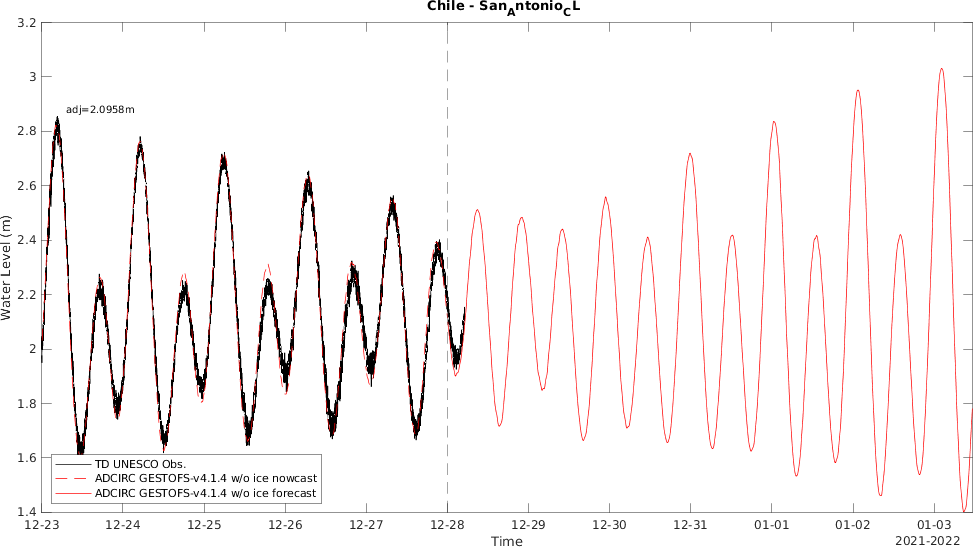 Chile - SanAntonioCL
3.2
3
2.8
2.6
2.4
2.2
2
1.8
1.6
1.4
Water Level (m)
adj=2.0958m
TD UNESCO Obs.
ADCIRC GESTOFS-v4.1.4 w/o ice nowcast
ADCIRC GESTOFS-v4.1.4 w/o ice forecast
12-23 12-24 12-25 12-26 12-27 12-28 12-29 12-30 12-31 01-01 01-02 01-03
Time
2021-2022